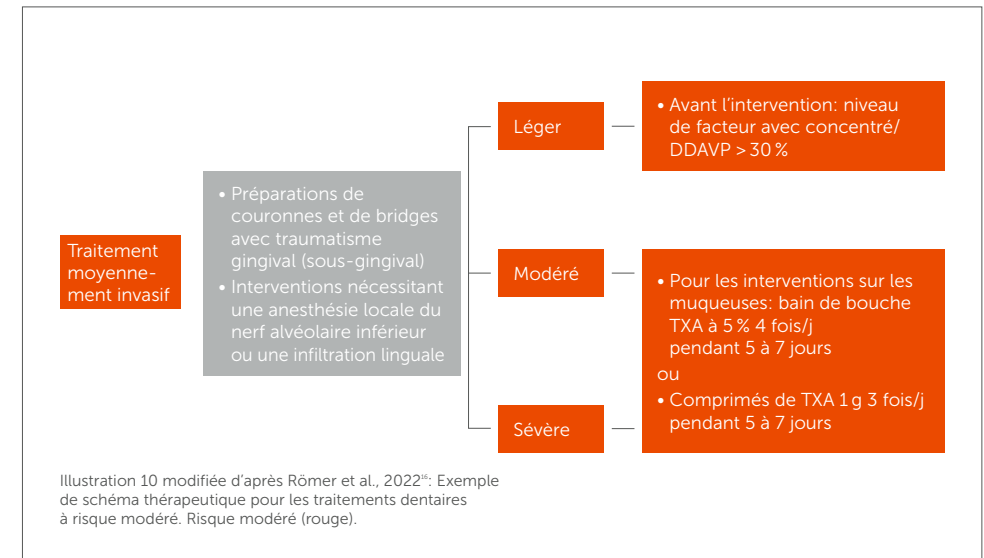 Traitement
moyenne-
ment invasif
• Préparations de
couronnes et de bridges
avec traumatisme
gingival (sous-gingival)
• Interventions nécessitant
une anesthésie locale du
nerf alvéolaire inférieur
ou une infiltration linguale
Léger
• Avant l’intervention: niveau
de facteur avec concentré/
DDAVP > 30 %
Modéré
Sévère
• Pour les interventions sur les
muqueuses: bain de bouche
TXA à 5 % 4 fois/j
pendant 5 à 7 jours
ou
• Comprimés de TXA 1 g 3 fois/j
pendant 5 à 7 jours
Illustration 10 modifiée d’après Römer et al., 2022¹⁶: Exemple
de schéma thérapeutique pour les traitements dentaires
à risque modéré. Risque modéré (rouge).